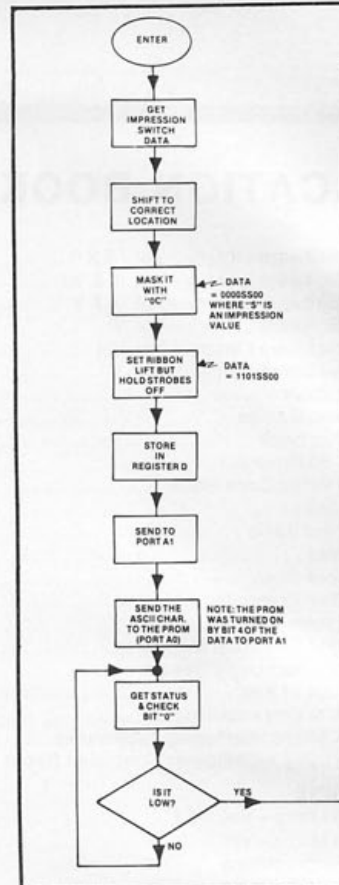 ENTER
GET
IMPRESSION
SWITCH
DATA
SHIFT TO
CORRECT
LOCATION
MASK IT
WITH
"0C"
DATA
= 0000SS00
WHERE "S" IS
AN IMPRESSION
VALUE
SET RIBBON
LIFT BUT
HOLD STROBES
OFF
DATA
= 1101SS00
STORE
IN
REGISTER D
SEND TO
PORT A1
SEND THE
ASCII CHAR.
TO THE PROM
(PORT A0)
NOTE: THE PROM
WAS TURNED ON
BY BIT 4 OF THE
DATA TO PORT A1
GET STATUS
& CHECK
BIT "0"
IS IT
LOW?
YES
NO